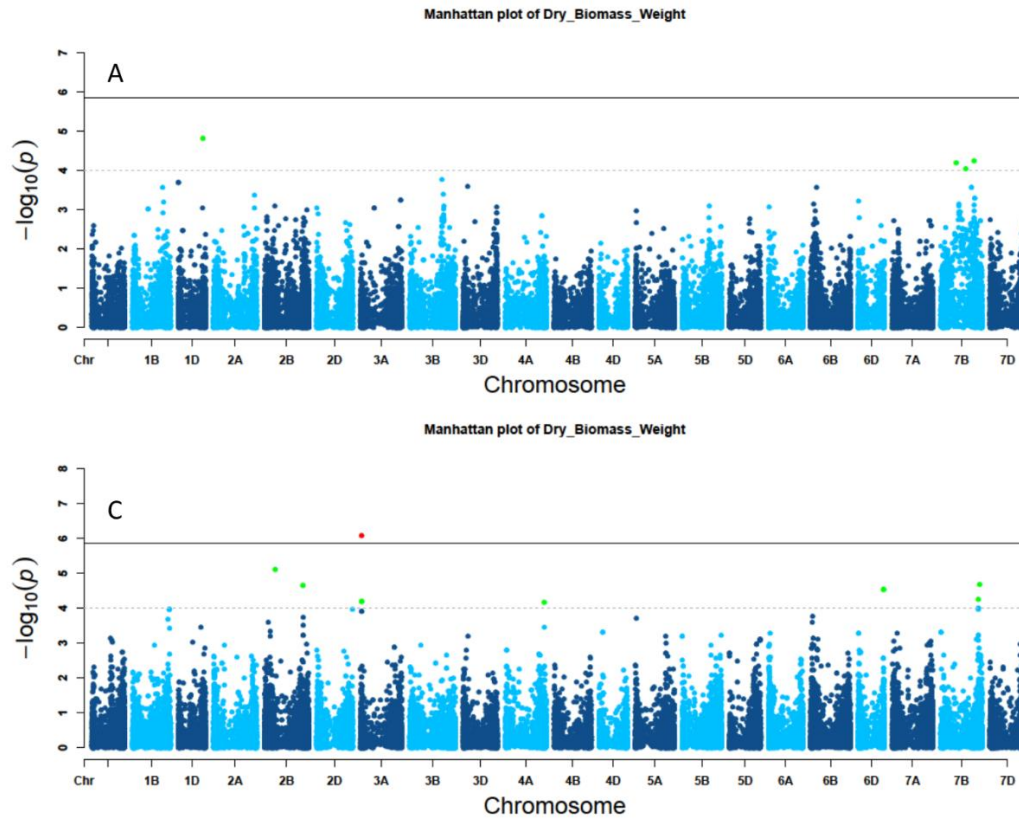 Manhattan plot of Dry_Biomass_Weight
A
7
6
5
4
3
2
1
0
−log10(p)
Chr 1B 1D 2A 2B 2D 3A 3B 3D 4A 4B 4D 5A 5B 5D 6A 6B 6D 7A 7B 7D
Chromosome
Manhattan plot of Dry_Biomass_Weight
C
8
7
6
5
4
3
2
1
0
−log10(p)
Chr 1B 1D 2A 2B 2D 3A 3B 3D 4A 4B 4D 5A 5B 5D 6A 6B 6D 7A 7B 7D
Chromosome